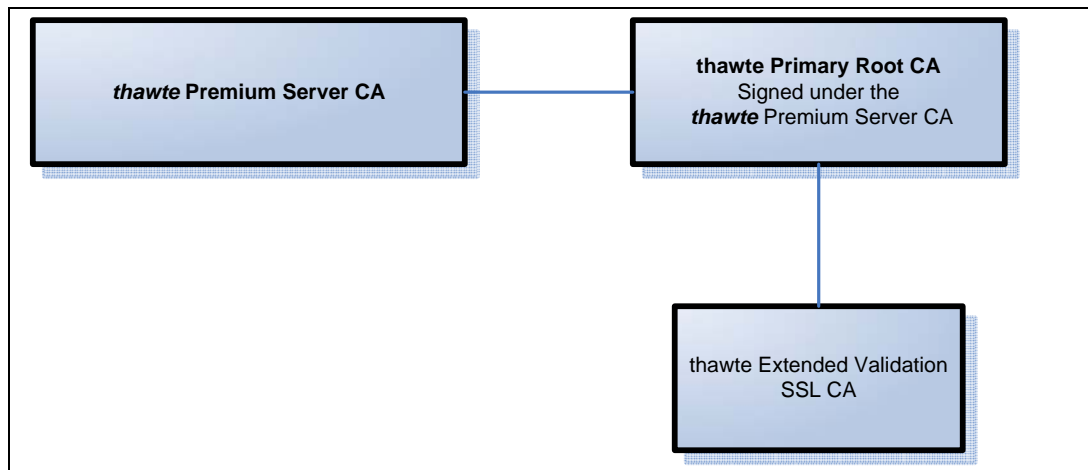 thawte Premium Server CA
thawte Primary Root CA
Signed under the
thawte Premium Server CA
thawte Extended Validation
SSL CA